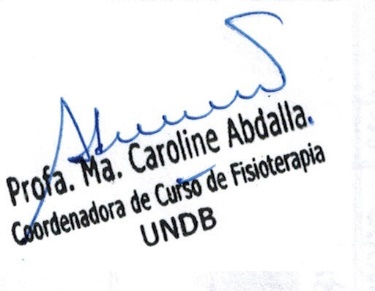 Profa. Ma. Caroline Abdalla.
Coordenadora de Curso de Fisioterapia
UNDB